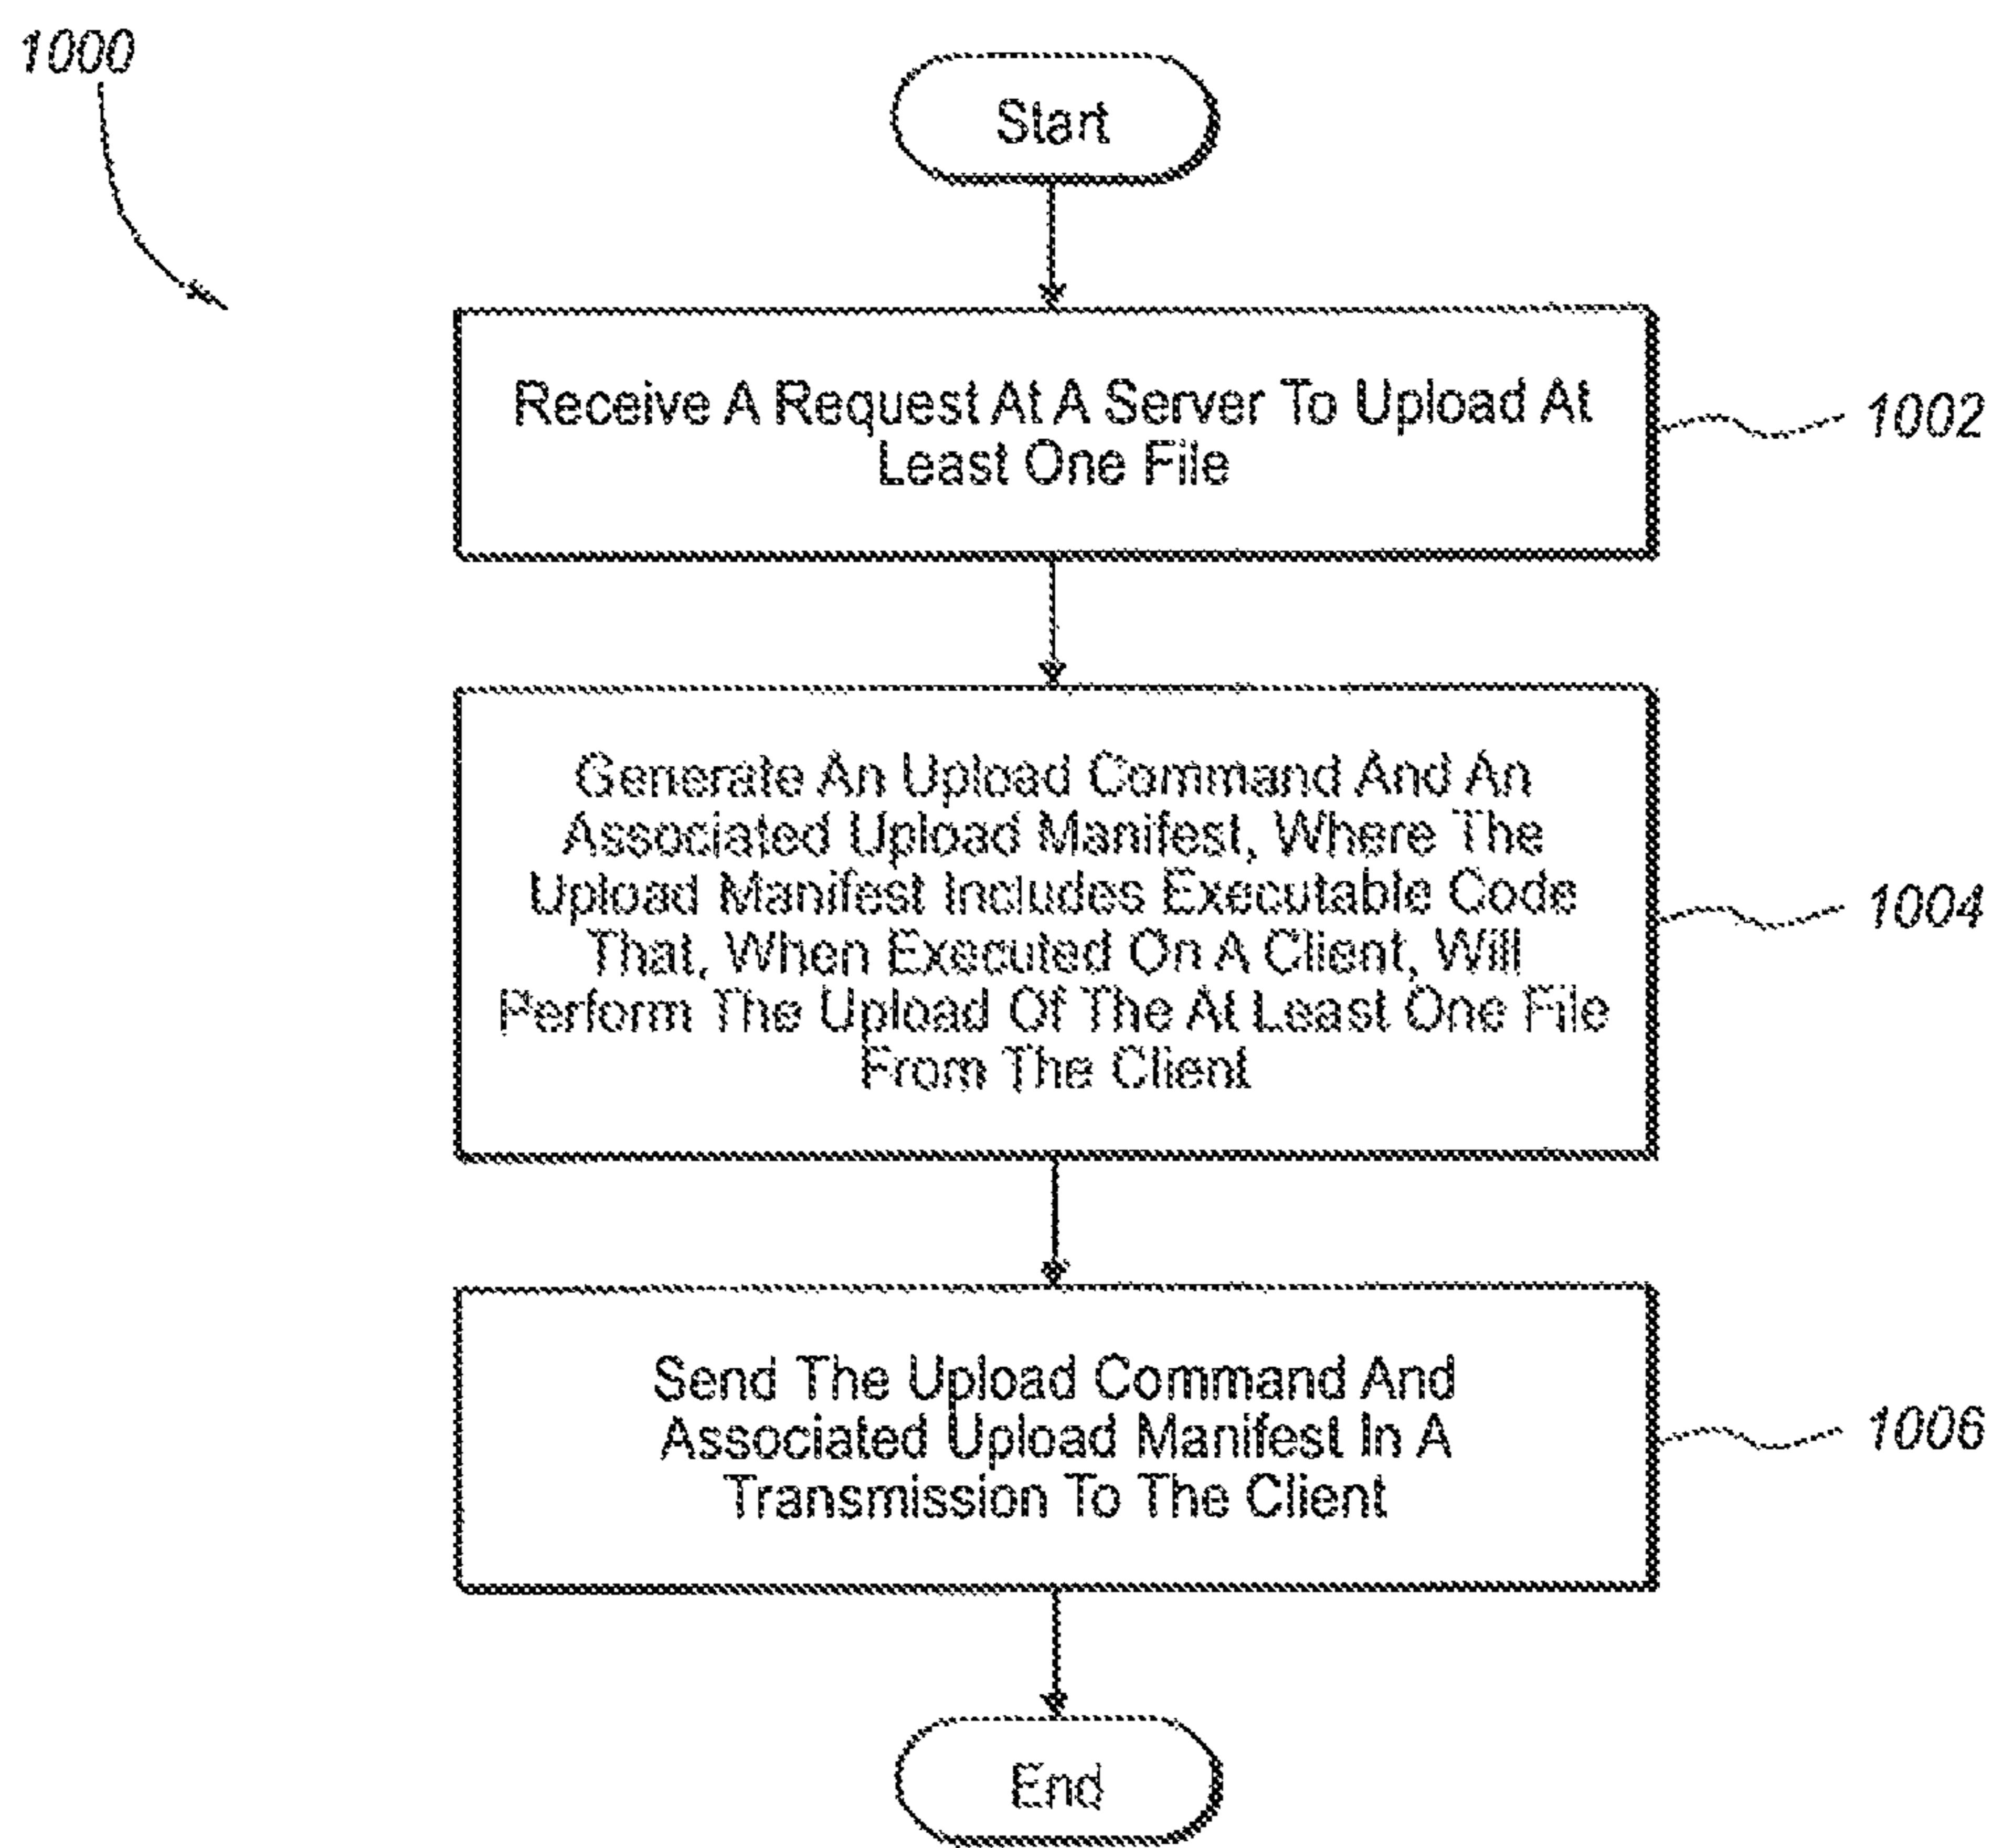 1000
Start
Receive A Request At A Server To Upload At
Least One File
1002
Generate An Upload Command And An
Associated Upload Manifest, Where The
Upload Manifest Includes Executable Code
That, When Executed On A Client, Will
Perform The Upload Of The At Least One File
From The Client
1004
Send The Upload Command And
Associated Upload Manifest In A
Transmission To The Client
1006
End